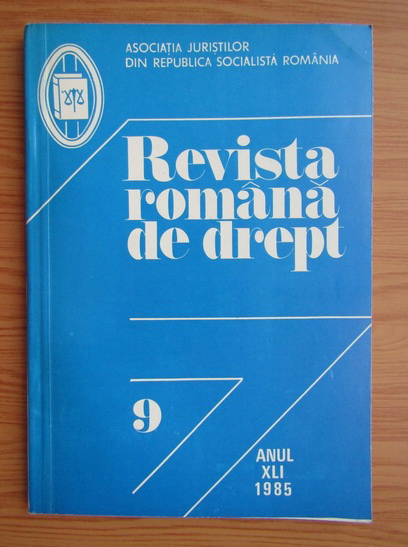 ASOCIAȚIA JURIȘTILOR
DIN REPUBLICA SOCIALISTĂ ROMÂNIA
Revista
română
de drept
9
ANUL
XLI
1985